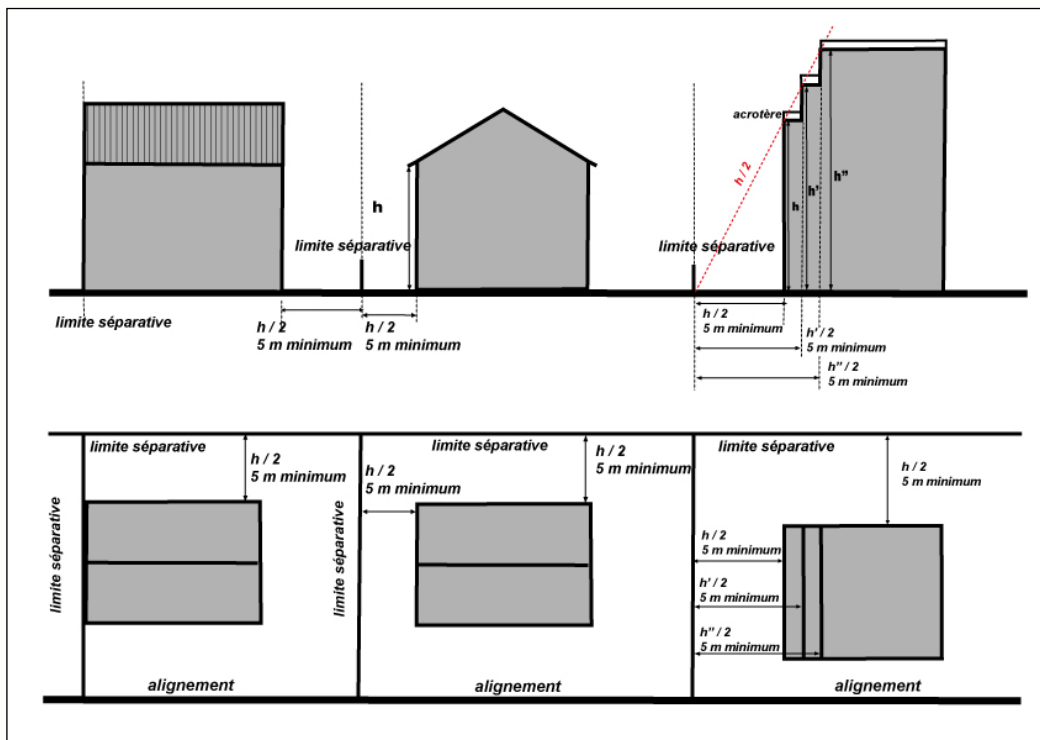 acrotère
h / 2
h
h
h'
h"
limite séparative
limite séparative
limite séparative
h / 2
5 m minimum
h / 2
5 m minimum
h / 2
5 m minimum
h' / 2
5 m minimum
h" / 2
5 m minimum
limite séparative
limite séparative
limite séparative
h / 2
5 m minimum
h / 2
5 m minimum
h / 2
5 m minimum
h / 2
5 m minimum
limite séparative
limite séparative
h / 2
5 m minimum
h' / 2
5 m minimum
h" / 2
5 m minimum
alignement
alignement
alignement